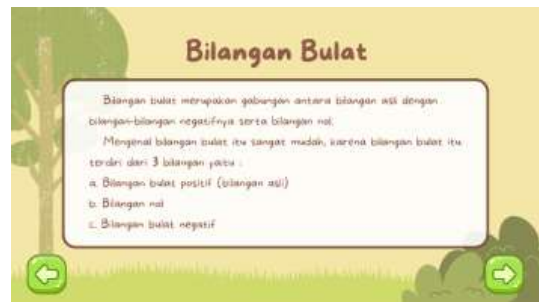 Bilangan Bulat
Bilangan bulat merupakan gabungan antara bilangan asli dengan
bilangan-bilangan negatifnya serta bilangan nol.
Mengenal bilangan bulat itu sangat mudah, karena bilangan bulat itu
terdiri dari 3 bilangan yaitu :
a. Bilangan bulat positif (bilangan asli)
b. Bilangan nol
c. Bilangan bulat negatif